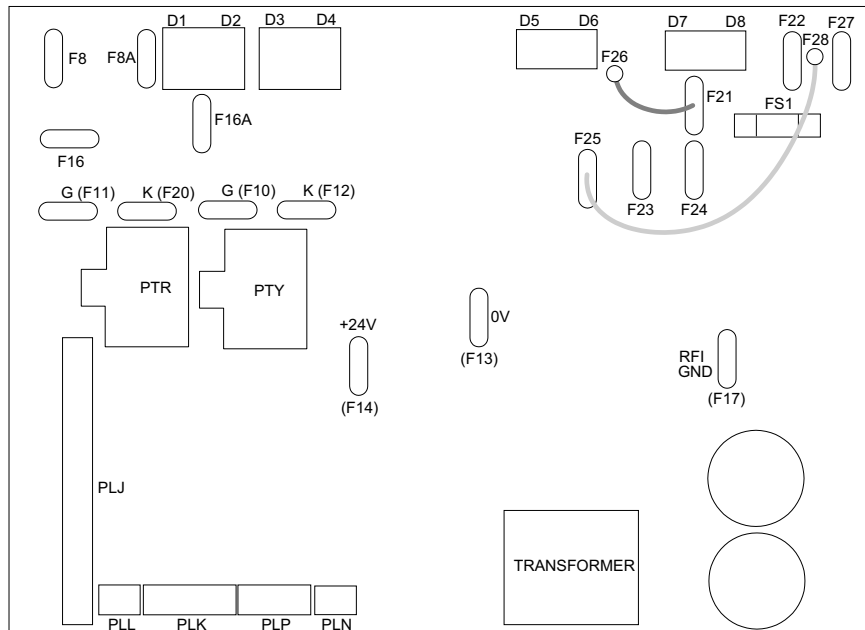 D1 D2 D3 D4
D5 D6
D7 D8
F22 F27
F28
F8 F8A
F26
F21
F16A
FS1
F16
F25
G (F11) K (F20) G (F10) K (F12)
F23 F24
PTR PTY
+24V
0V
(F13)
RFI
GND
(F17)
(F14)
PLJ
TRANSFORMER
PLL PLK PLP PLN